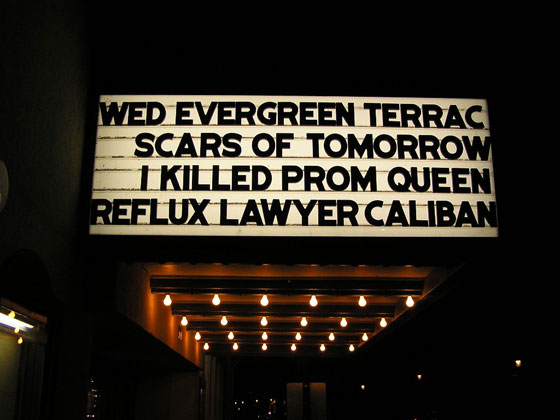 WED EVERGREEN TERRAC
SCARS OF TOMORROW
I KILLED PROM QUEEN
REFLUX LAWYER CALIBAN